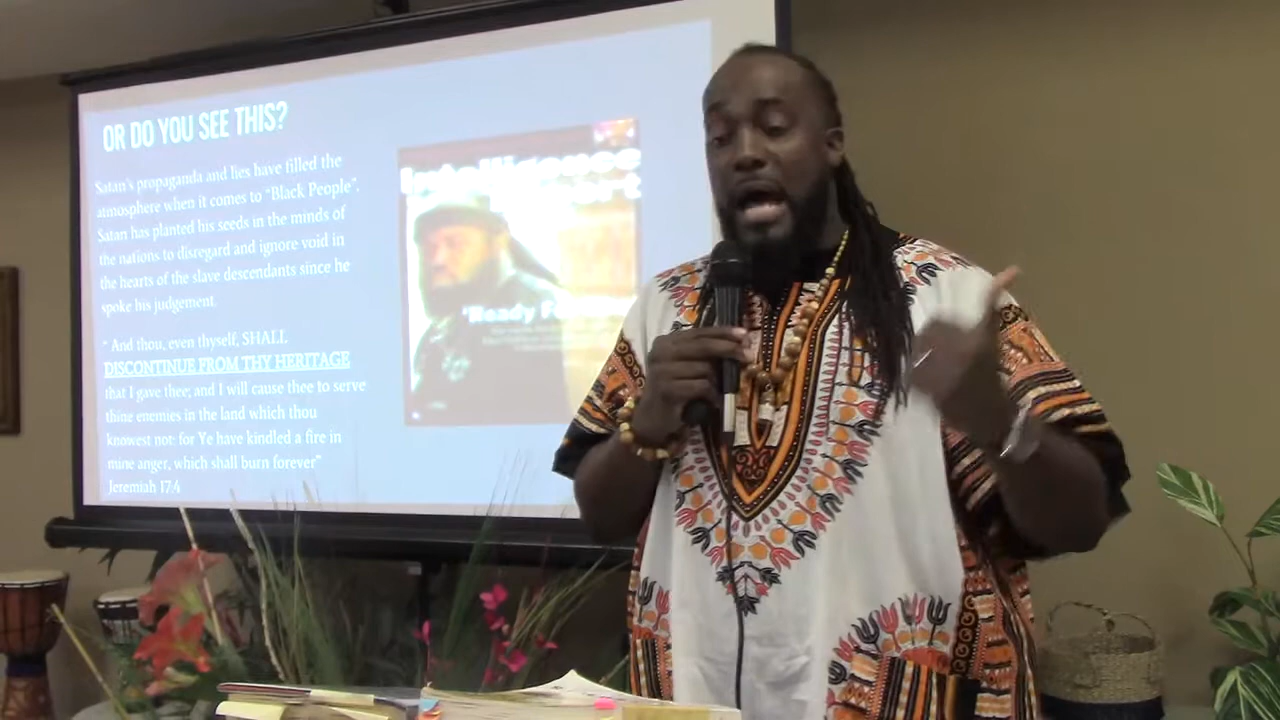 OR DO YOU SEE THIS?
Satan's propaganda and lies have filled the
atmosphere when it comes to "Black People".
Satan has planted his seeds in the minds of
the nations to disregard and ignore void in
the hearts of the slave descendants since he
spoke his judgement.
" And thou, even thyself, SHALL
DISCONTINUE FROM THY HERITAGE
that I gave thee; and I will cause thee to serve
thine enemies in the land which thou
knowest not: for Ye have kindled a fire in
mine anger, which shall burn forever"
Jeremiah 17:4
Intelligence
'Ready